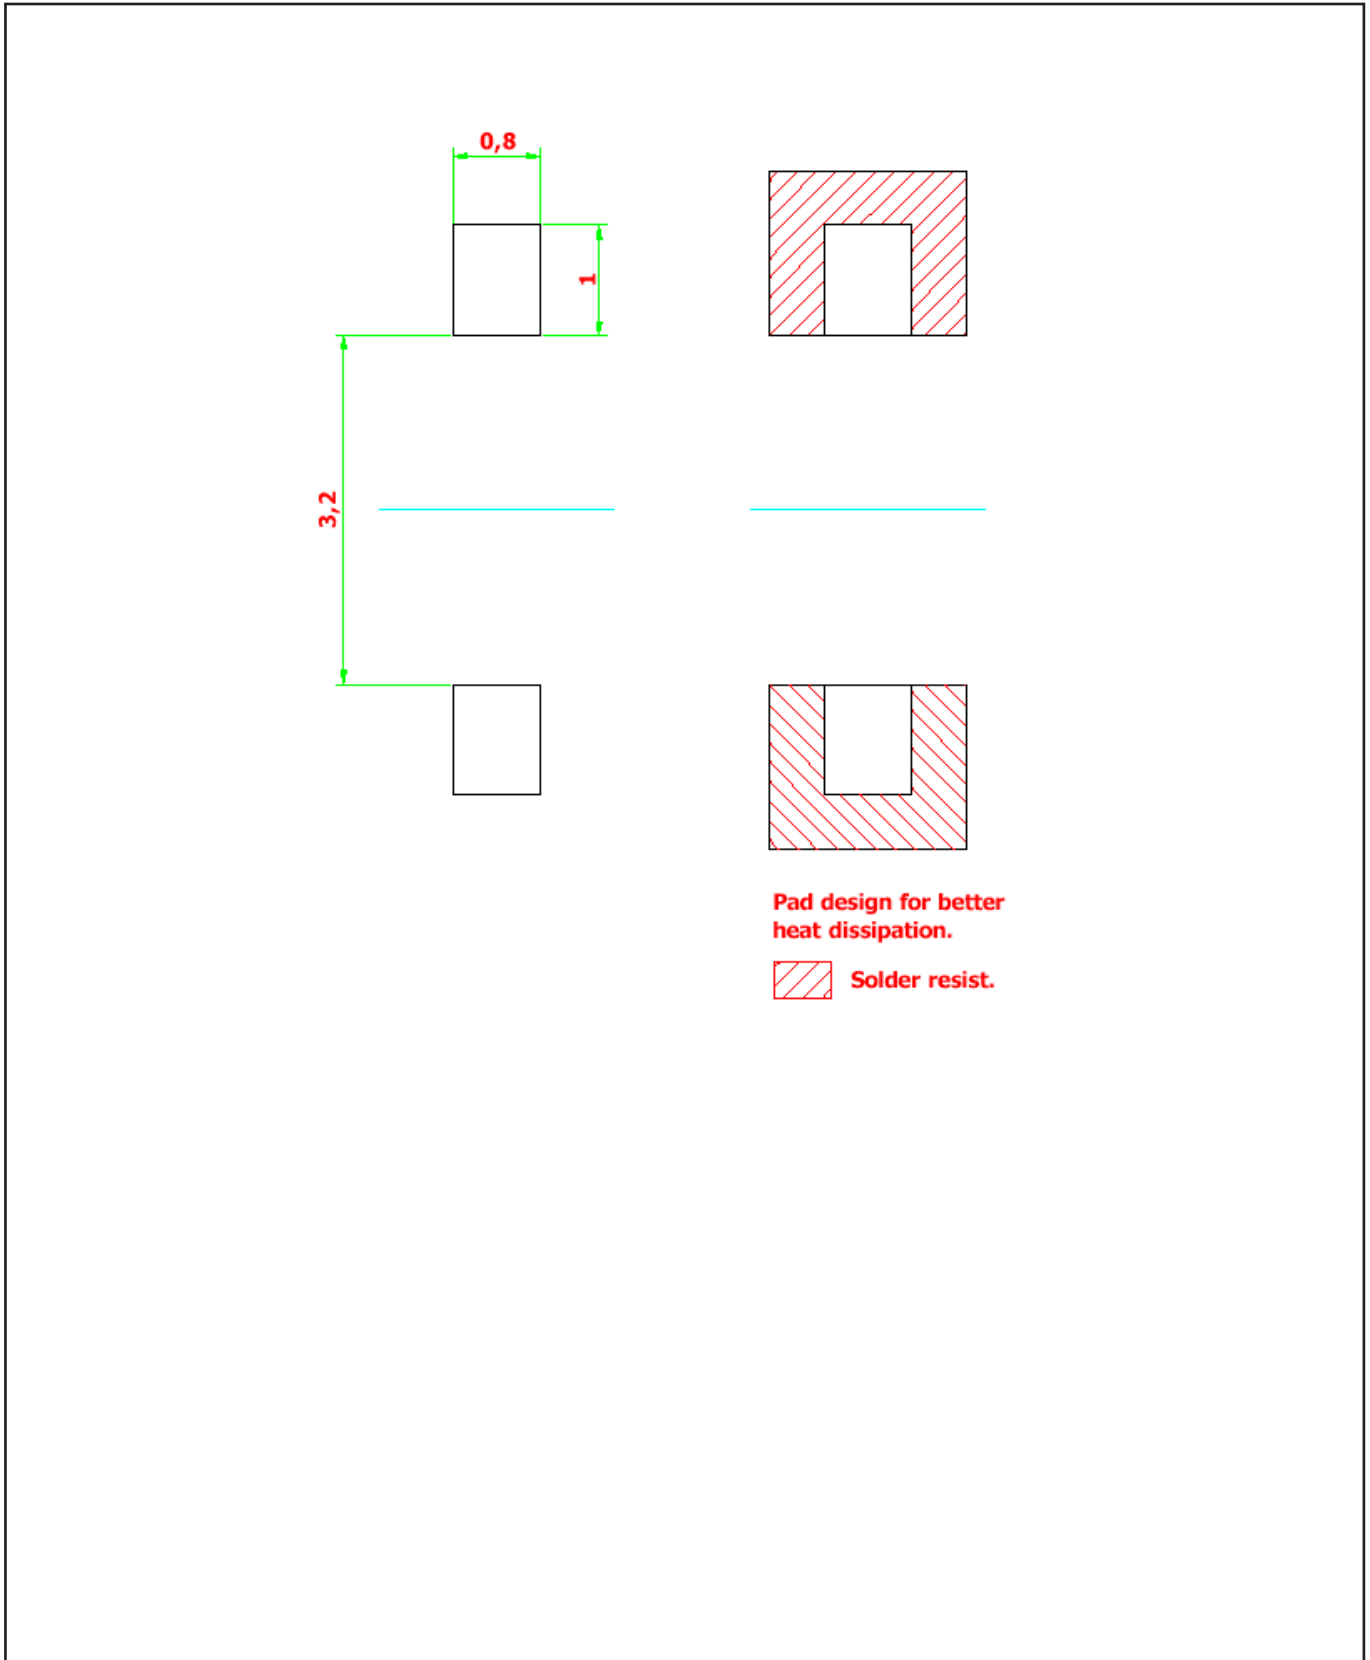 0,8
1
3,2
Pad design for better
heat dissipation.
Solder resist.